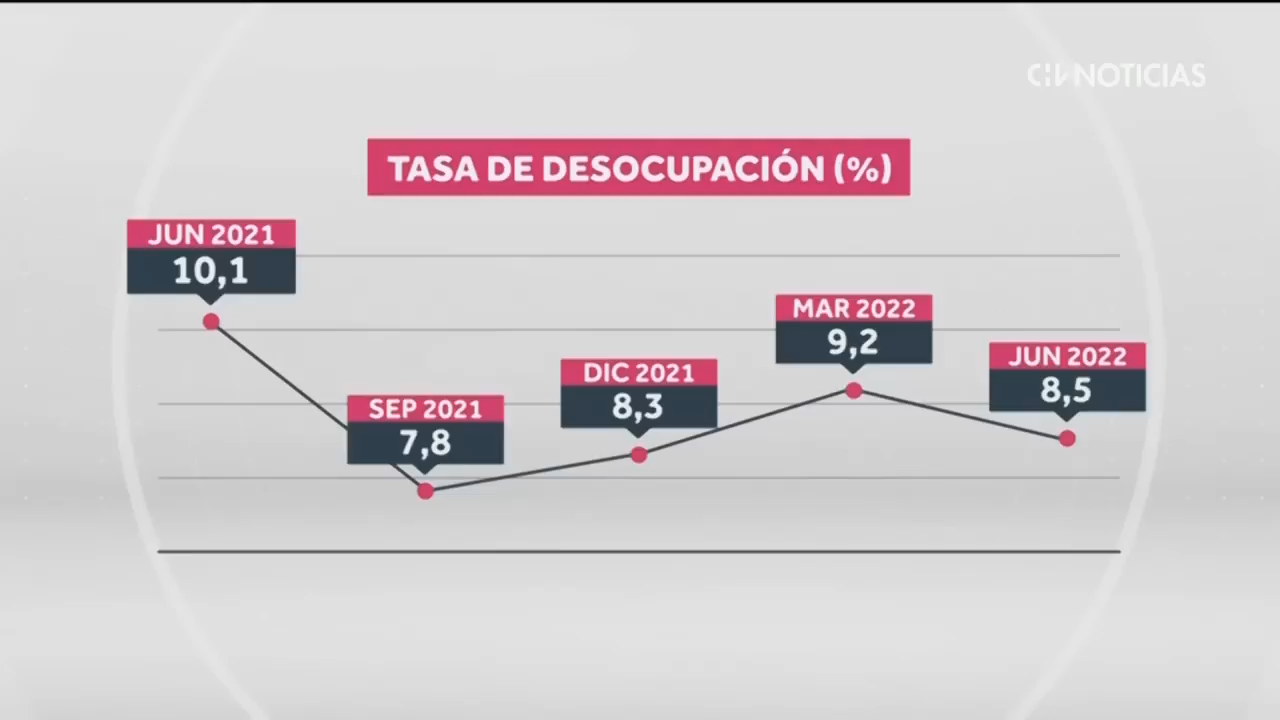 CHV NOTICIAS
TASA DE DESOCUPACIÓN (%)
JUN 2021
10,1
SEP 2021
7,8
DIC 2021
8,3
MAR 2022
9,2
JUN 2022
8,5